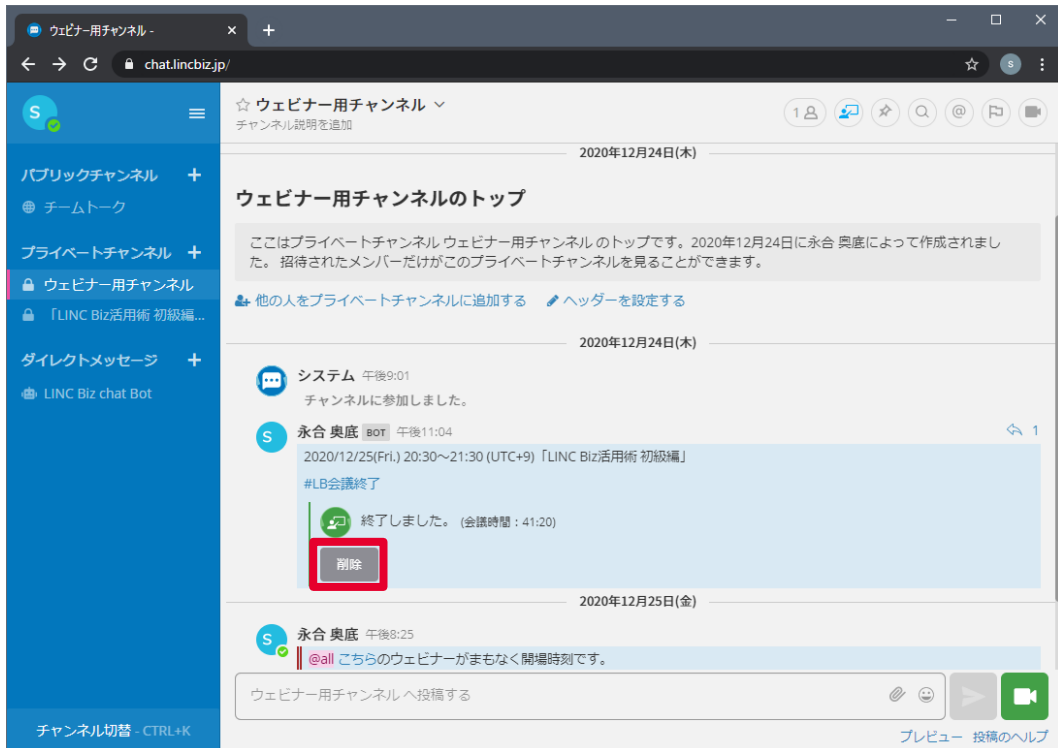 ウェビナー用チャンネル -
chat.lincbiz.jp/
S
S
パブリックチャンネル
チームトーク
プライベートチャンネル
ウェビナー用チャンネル
「LINC Biz活用術 初級編...
ダイレクトメッセージ
LINC Biz chat Bot
チャンネル切替 - CTRL+K
ウェビナー用チャンネル
チャンネル説明を追加
1
@
2020年12月24日(木)
ウェビナー用チャンネルのトップ
ここはプライベートチャンネル ウェビナー用チャンネル のトップです。2020年12月24日に永合 奥底によって作成されまし
た。 招待されたメンバーだけがこのプライベートチャンネルを見ることができます。
他の人をプライベートチャンネルに追加する ヘッダーを設定する
2020年12月24日(木)
システム 午後9:01
チャンネルに参加しました。
S 永合 奥底 BOT 午後11:04 1
2020/12/25(Fri.) 20:30～21:30 (UTC+9)「LINC Biz活用術 初級編」
#LB会議終了
終了しました。 (会議時間：41:20)
削除
2020年12月25日(金)
S 永合 奥底 午後8:25
@all こちらのウェビナーがまもなく開場時刻です。
ウェビナー用チャンネル へ投稿する
プレビュー 投稿のヘルプ